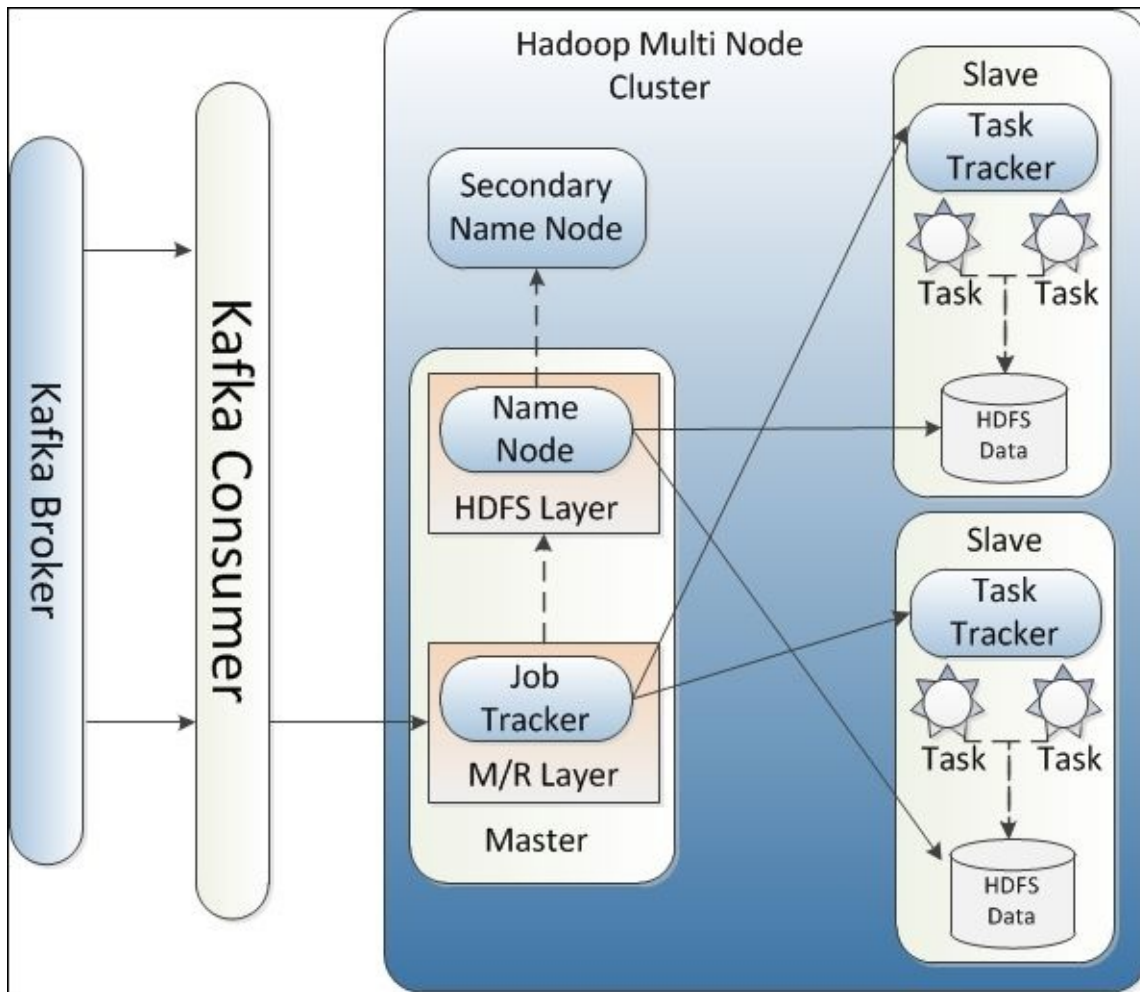 Kafka Broker
Kafka Consumer
Hadoop Multi Node
Cluster
Secondary
Name Node
Name
Node
HDFS Layer
Job
Tracker
M/R Layer
Master
Slave
Task
Tracker
Task
Task
HDFS
Data
Slave
Task
Tracker
Task
Task
HDFS
Data